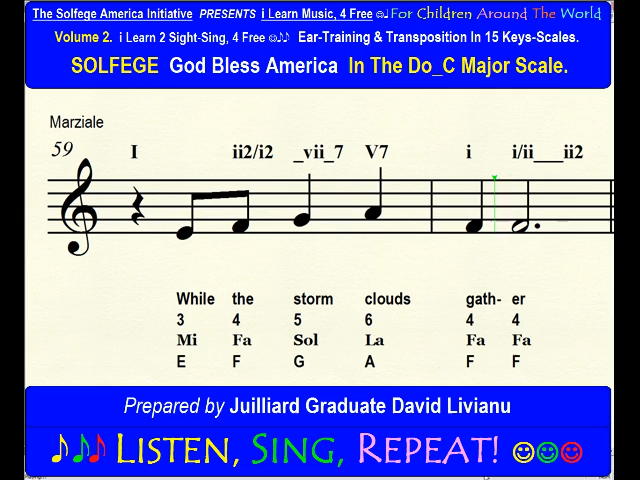 The Solfege America Initiative PRESENTS i Learn Music, 4 Free ☺♩For Children Around The World
Volume 2. i Learn 2 Sight-Sing, 4 Free ☺♪♪ Ear-Training & Transposition In 15 Keys-Scales.
SOLFEGE God Bless America In The Do_C Major Scale.
Marziale
59 I ii2/i2 _vii_7 V7 i i/ii___ii2
While the storm clouds gath- er
3 4 5 6 4 4
Mi Fa Sol La Fa Fa
E F G A F F
Prepared by Juilliard Graduate David Livianu
♪♪♪ LISTEN, SING, REPEAT! ☺☺☺